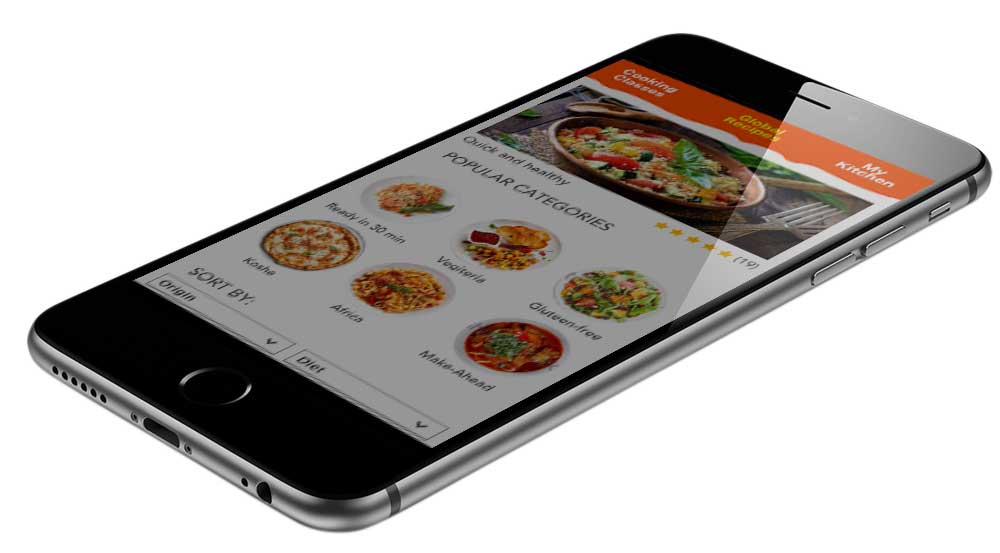 Cooking
Classes
Global
Recipes
My
Kitchen
Quick and healthy
(19)
POPULAR CATEGORIES
Ready in 30 min
Vegiteria
Gluteen-free
Koshe
Africa
Make-Ahead
SORT BY:
Origin
Diet